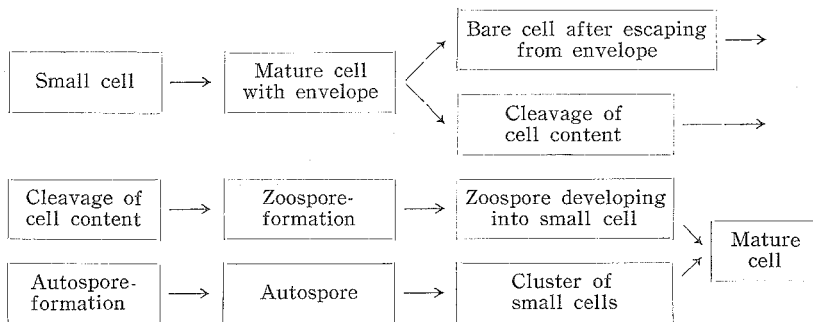 Small cell
Mature cell
with envelope
Bare cell after escaping
from envelope
Cleavage of
cell content
Cleavage of
cell content
Zoospore-
formation
Zoospore developing
into small cell
Mature
cell
Autospore-
formation
Autospore
Cluster of
small cells